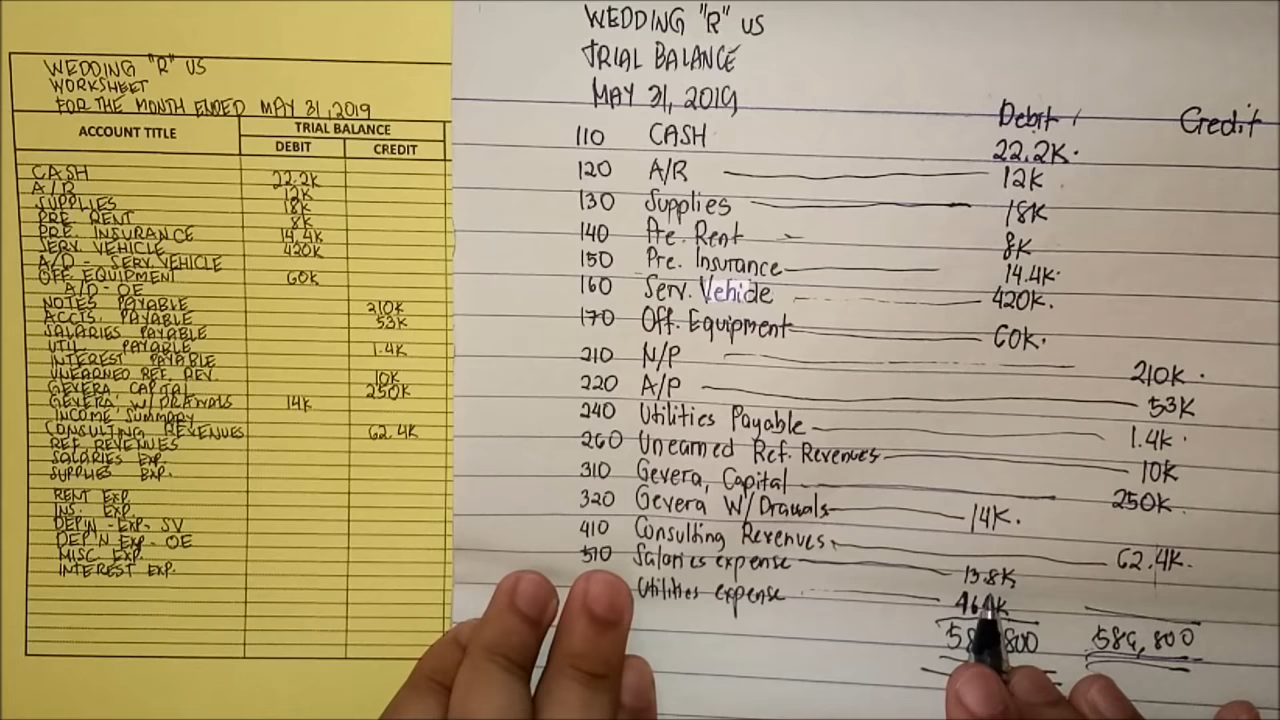 WEDDING "R" US
WORKSHEET
FOR THE MONTH ENDED MAY 31, 2019
ACCOUNT TITLE TRIAL BALANCE
DEBIT CREDIT
CASH 22.2K
A/R 12K
SUPPLIES 18K
PRE. RENT 8K
PRE. INSURANCE 14.4K
SERV. VEHICLE 420K
A/D - SERV. VEHICLE
OFF. EQUIPMENT 60K
A/D - OE
NOTES PAYABLE 210K
ACCTS. PAYABLE 53K
SALARIES PAYABLE
UTIL. PAYABLE 1.4K
INTEREST PAYABLE
UNEARNED REF. REV. 10K
GEVERA CAPITAL 250K
GEVERA W/DRAWALS 14K
INCOME SUMMARY
CONSULTING REVENUES 62.4K
REF. REVENUES
SALARIES EXP.
SUPPLIES EXP.
RENT EXP.
INS. EXP.
DEP'N - EXP - SV
DEP'N EXP - OE
MISC. EXP.
INTEREST EXP.
WEDDING "R" US
TRIAL BALANCE
MAY 31, 2019
Debit Credit
110 CASH 22.2K
120 A/R 12K
130 Supplies 18K
140 Pre. Rent 8K
150 Pre. Insurance 14.4K
160 Serv. Vehicle 420K
170 Off. Equipment 60K
210 N/P 210K
220 A/P 53K
240 Utilities Payable 1.4K
260 Unearned Ref. Revenues 10K
310 Gevera, Capital 250K
320 Gevera W/Drawals 14K
410 Consulting Revenues 62.4K
510 Salaries expense 13.8K
Utilities expense